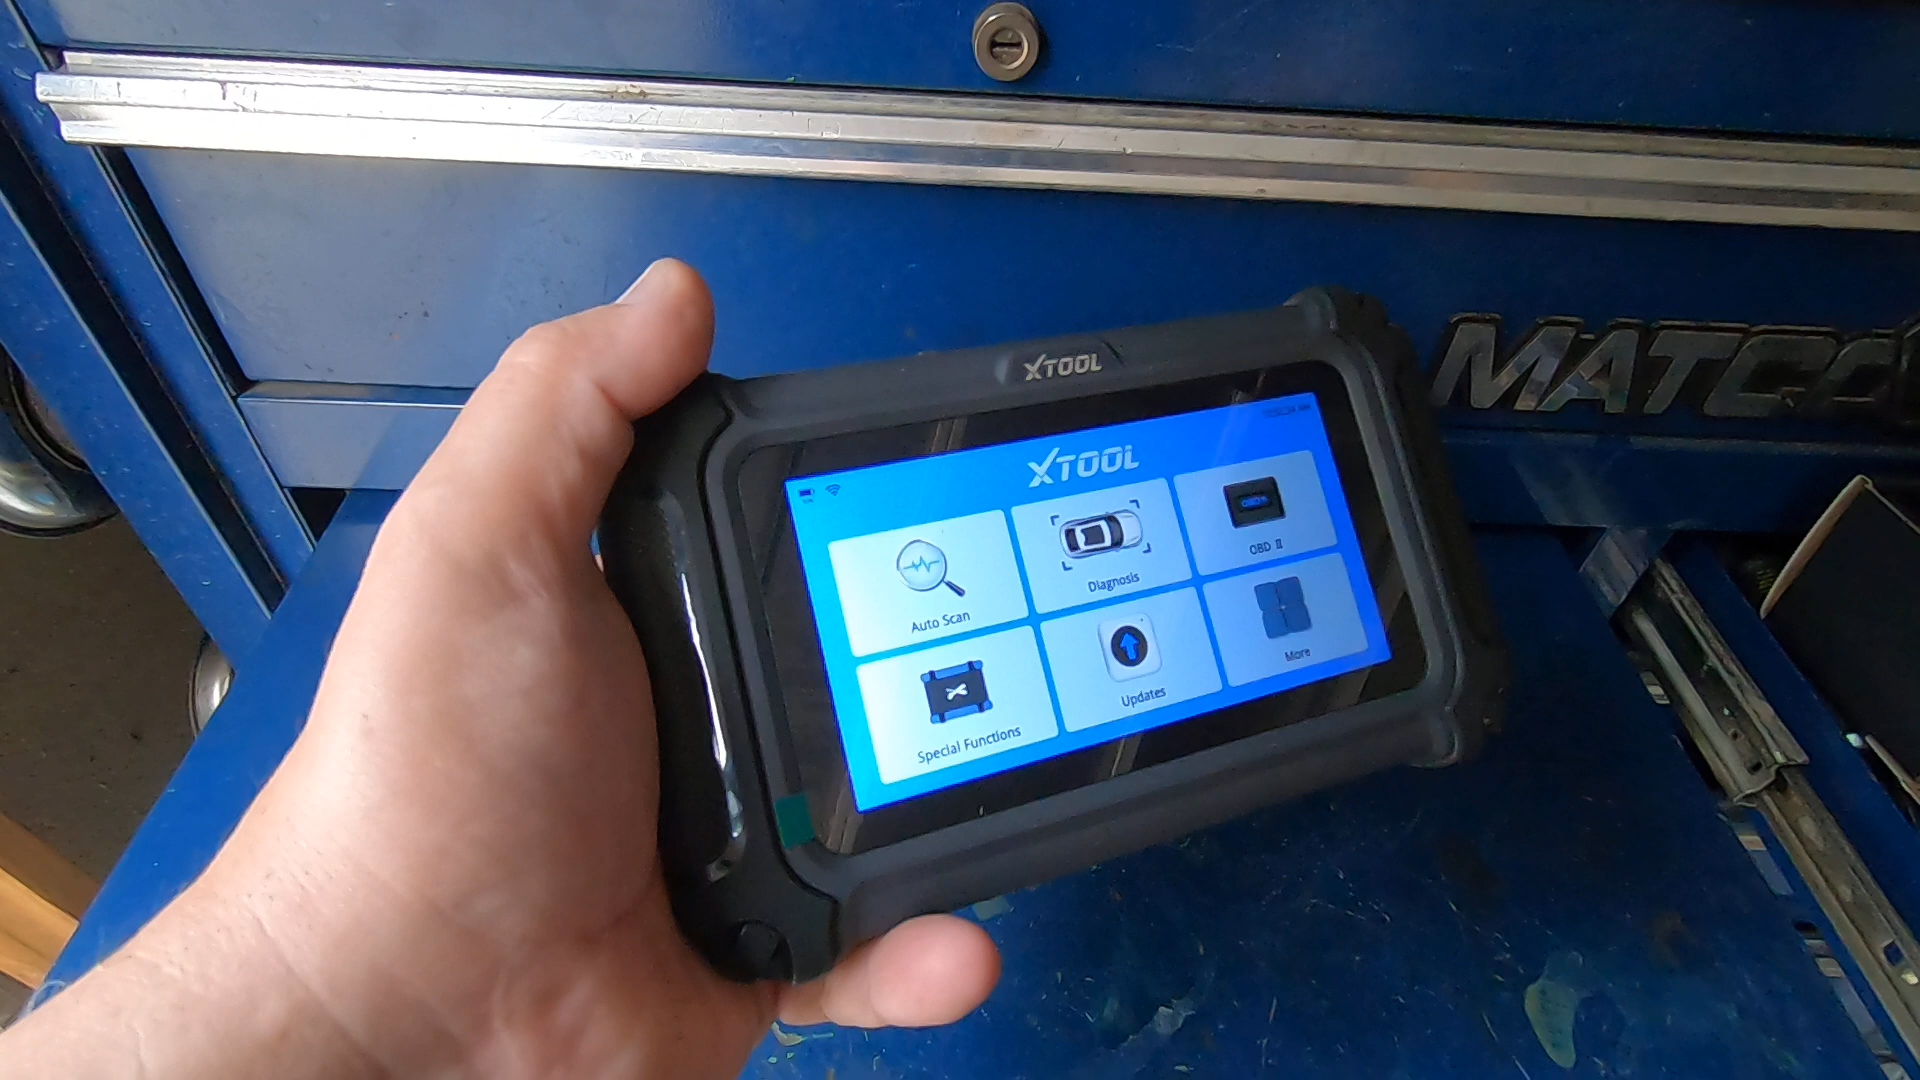 XTOOL
MATCO
XTOOL
Auto Scan
Diagnosis
OBD II
Special Functions
Updates
More